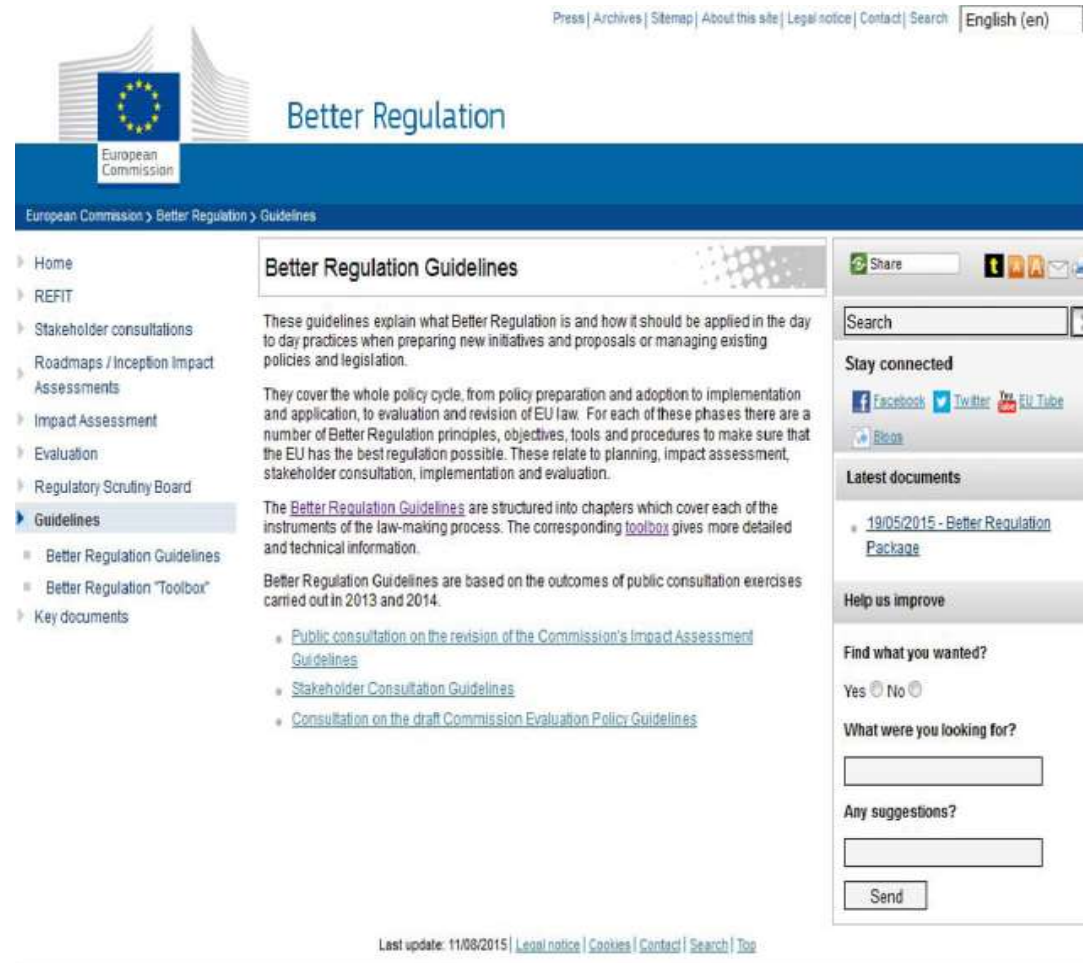 Press | Archives | Sitemap | About this site | Legal notice | Contact | Search
English (en)
European
Commission
Better Regulation
European Commission > Better Regulation > Guidelines
Home
REFIT
Stakeholder consultations
Roadmaps / Inception Impact
Assessments
Impact Assessment
Evaluation
Regulatory Scrutiny Board
Guidelines
Better Regulation Guidelines
Better Regulation "Toolbox"
Key documents
Better Regulation Guidelines
These guidelines explain what Better Regulation is and how it should be applied in the day
to day practices when preparing new initiatives and proposals or managing existing
policies and legislation.
They cover the whole policy cycle, from policy preparation and adoption to implementation
and application, to evaluation and revision of EU law. For each of these phases there are a
number of Better Regulation principles, objectives, tools and procedures to make sure that
the EU has the best regulation possible. These relate to planning, impact assessment,
stakeholder consultation, implementation and evaluation.
The Better Regulation Guidelines are structured into chapters which cover each of the
instruments of the law-making process. The corresponding toolbox gives more detailed
and technical information.
Better Regulation Guidelines are based on the outcomes of public consultation exercises
carried out in 2013 and 2014.
Public consultation on the revision of the Commission's Impact Assessment
Guidelines
Stakeholder Consultation Guidelines
Consultation on the draft Commission Evaluation Policy Guidelines
Share
t A A
Search
Stay connected
Facebook Twitter You Tube EU Tube
Blogs
Latest documents
19/05/2015 - Better Regulation
Package
Help us improve
Find what you wanted?
Yes No
What were you looking for?
Any suggestions?
Send
Last update: 11/08/2015 | Legal notice | Cookies | Contact | Search | Top